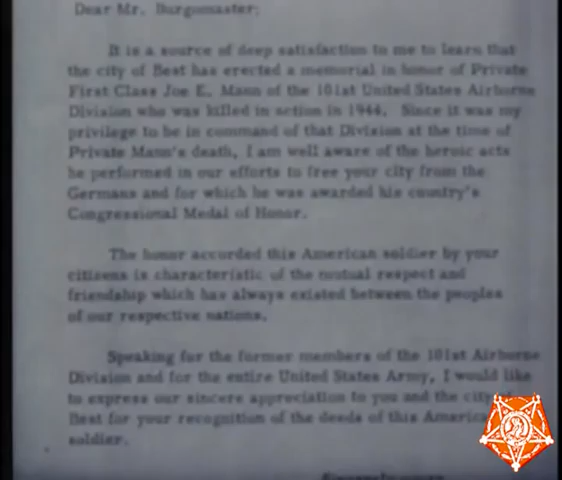 Dear Mr. Burgomaster:
It is a source of deep satisfaction to me to learn that
the city of Best has erected a memorial in honor of Private
First Class Joe E. Mann of the 101st United States Airborne
Division who was killed in action in 1944. Since it was my
privilege to be in command of that Division at the time of
Private Mann's death, I am well aware of the heroic acts
he performed in our efforts to free your city from the
Germans and for which he was awarded his country's
Congressional Medal of Honor.
The honor accorded this American soldier by your
citizens is characteristic of the mutual respect and
friendship which has always existed between the peoples
of our respective nations.
Speaking for the former members of the 101st Airborne
Division and for the entire United States Army, I would like
to express our sincere appreciation to you and the city
Best for your recognition of the deeds of this America
soldier.